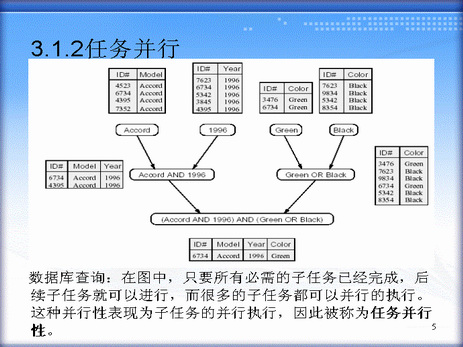 3.1.2任务并行
ID# Model
4523 Accord
6734 Accord
4395 Accord
7352 Accord
ID# Year
7623 1996
6734 1996
5342 1996
3845 1996
4395 1996
ID# Color
3476 Green
6734 Green
ID# Color
7623 Black
9834 Black
5342 Black
8354 Black
Accord
1996
Green
Black
ID# Model Year
6734 Accord 1996
4395 Accord 1996
Accord AND 1996
Green OR Black
ID# Color
3476 Green
7623 Black
9834 Black
6734 Green
5342 Black
8354 Black
(Accord AND 1996) AND (Green OR Black)
ID# Model Year Color
6734 Accord 1996 Green
数据库查询：在图中，只要所有必需的子任务已经完成，后
续子任务就可以进行，而很多的子任务都可以并行的执行。
这种并行性表现为子任务的并行执行，因此被称为任务并行
性。
5